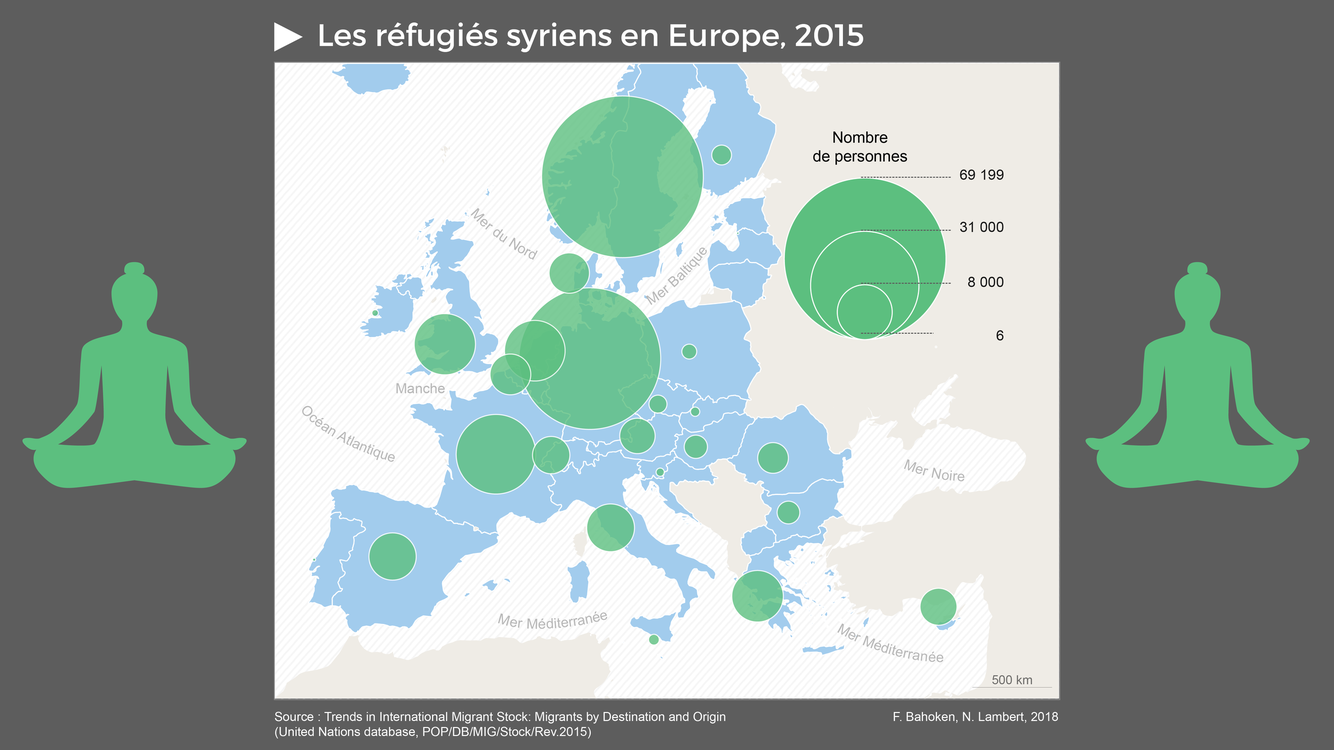 Les réfugiés syriens en Europe, 2015
Nombre
de personnes
69 199
31 000
8 000
6
Mer du Nord
Mer Baltique
Manche
Océan Atlantique
Mer Noire
Mer Méditerranée
Mer Méditerranée
500 km
Source : Trends in International Migrant Stock: Migrants by Destination and Origin
(United Nations database, POP/DB/MIG/Stock/Rev.2015)
F. Bahoken, N. Lambert, 2018